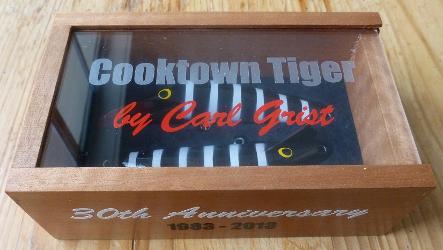 Cooktown Tiger
by Carl Grist
30th Anniversary
1983 - 2013